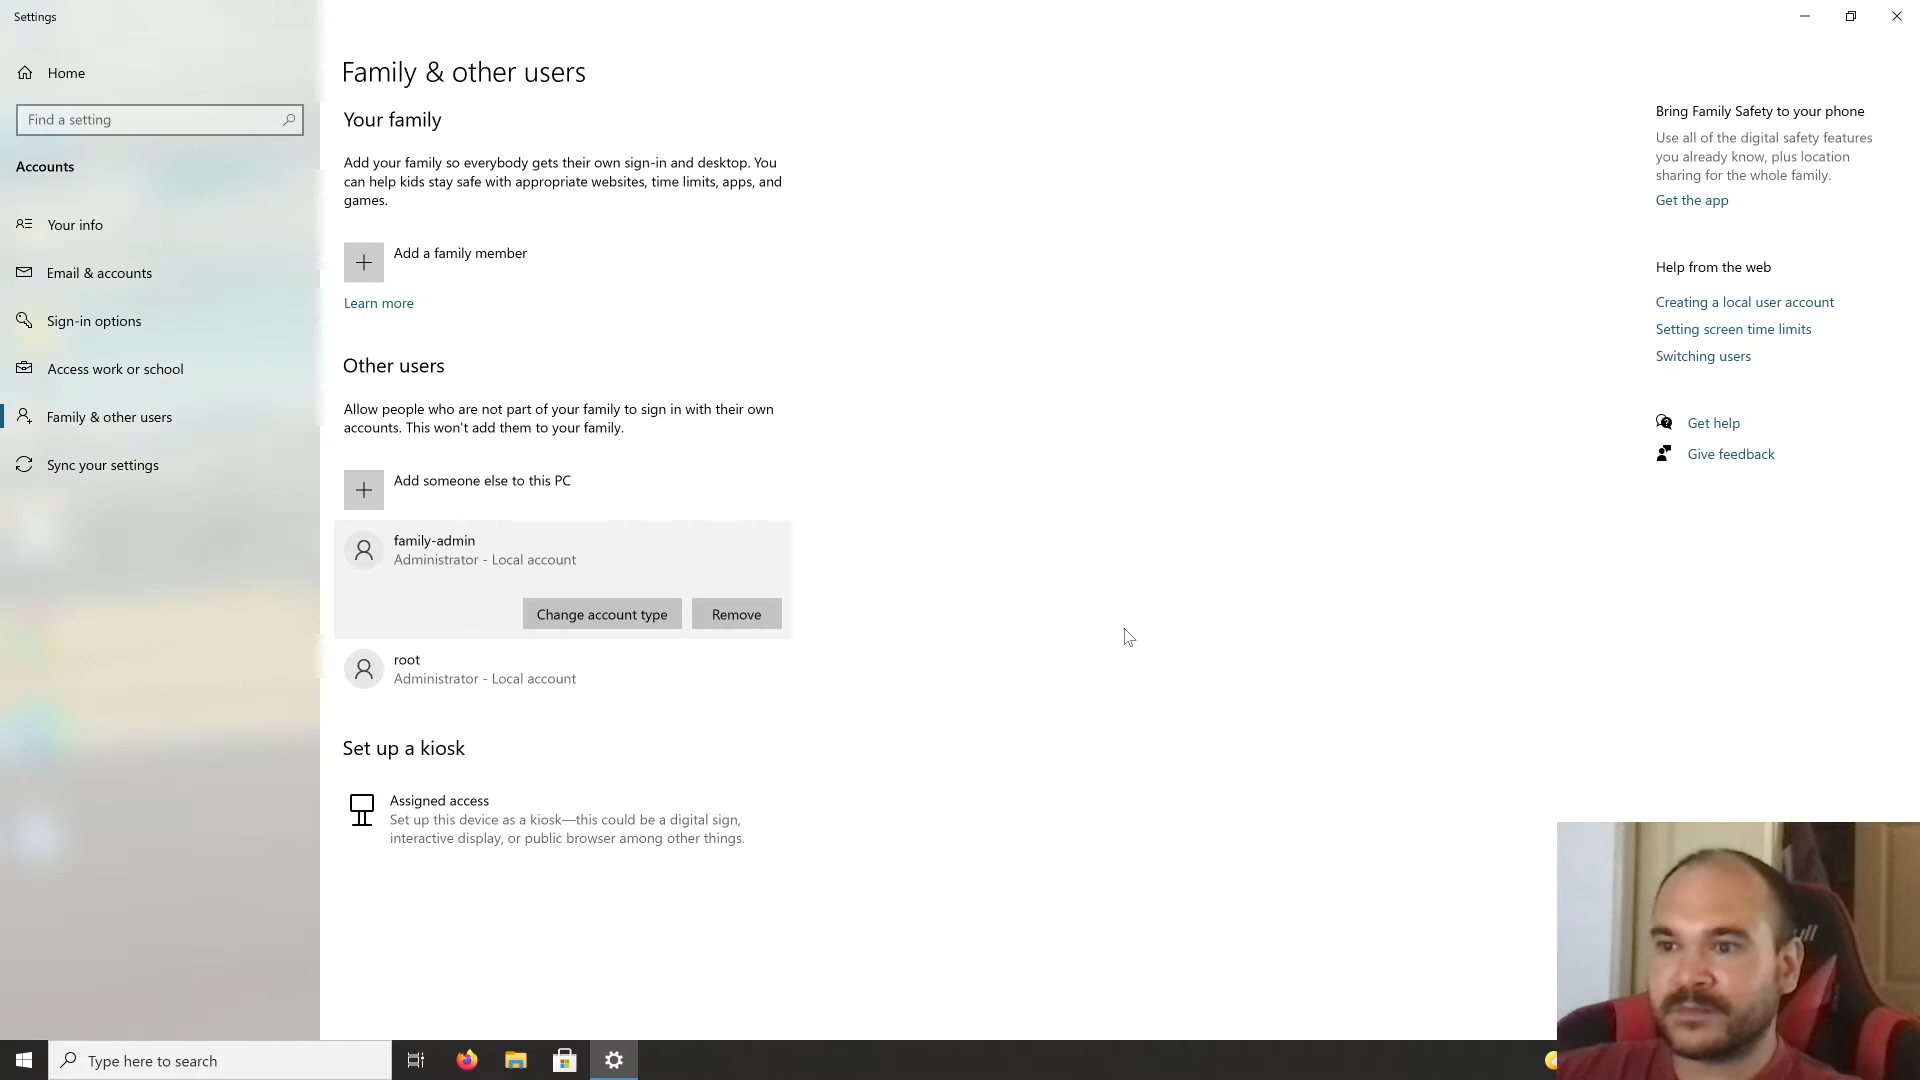 Settings
Home
Find a setting
Accounts
Your info
Email & accounts
Sign-in options
Access work or school
Family & other users
Sync your settings
Family & other users
Your family
Add your family so everybody gets their own sign-in and desktop. You
can help kids stay safe with appropriate websites, time limits, apps, and
games.
Add a family member
Learn more
Other users
Allow people who are not part of your family to sign in with their own
accounts. This won't add them to your family.
Add someone else to this PC
family-admin
Administrator - Local account
Change account type
Remove
root
Administrator - Local account
Set up a kiosk
Assigned access
Set up this device as a kiosk—this could be a digital sign,
interactive display, or public browser among other things.
Bring Family Safety to your phone
Use all of the digital safety features
you already know, plus location
sharing for the whole family.
Get the app
Help from the web
Creating a local user account
Setting screen time limits
Switching users
Get help
Give feedback
Type here to search